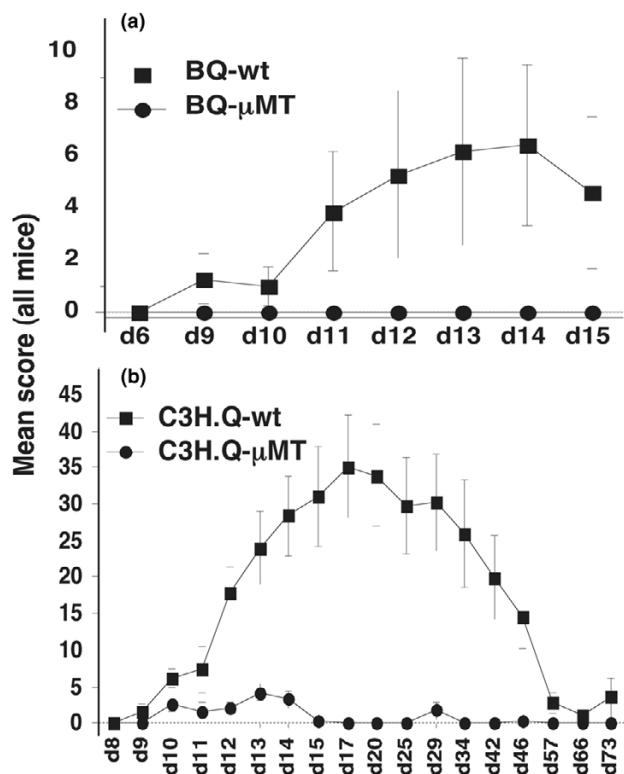 (a)
10
BQ-wt
8
BQ-μMT
6
4
2
0
d6 d9 d10 d11 d12 d13 d14 d15
Mean score (all mice)
(b)
45
C3H.Q-wt
40
C3H.Q-μMT
35
30
25
20
15
10
5
0
d8 d9 d10 d11 d12 d13 d14 d15 d17 d20 d25 d29 d34 d42 d46 d57 d66 d73